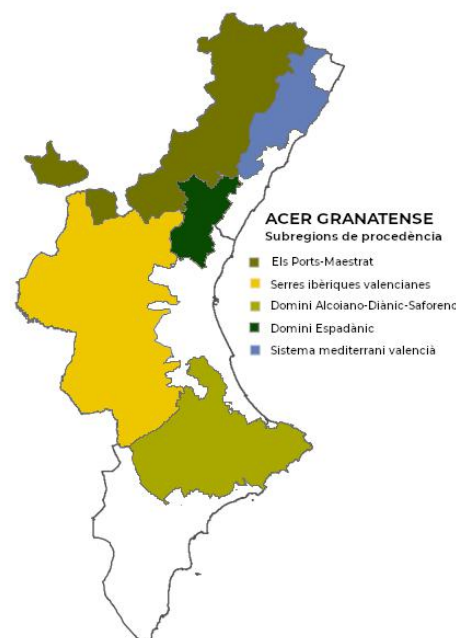 ACER GRANATENSE
Subregions de procedència
Els Ports-Maestrat
Serres ibèriques valencianes
Domini Alcoiano-Diànic-Saforenc
Domini Espadànic
Sistema mediterrani valencià